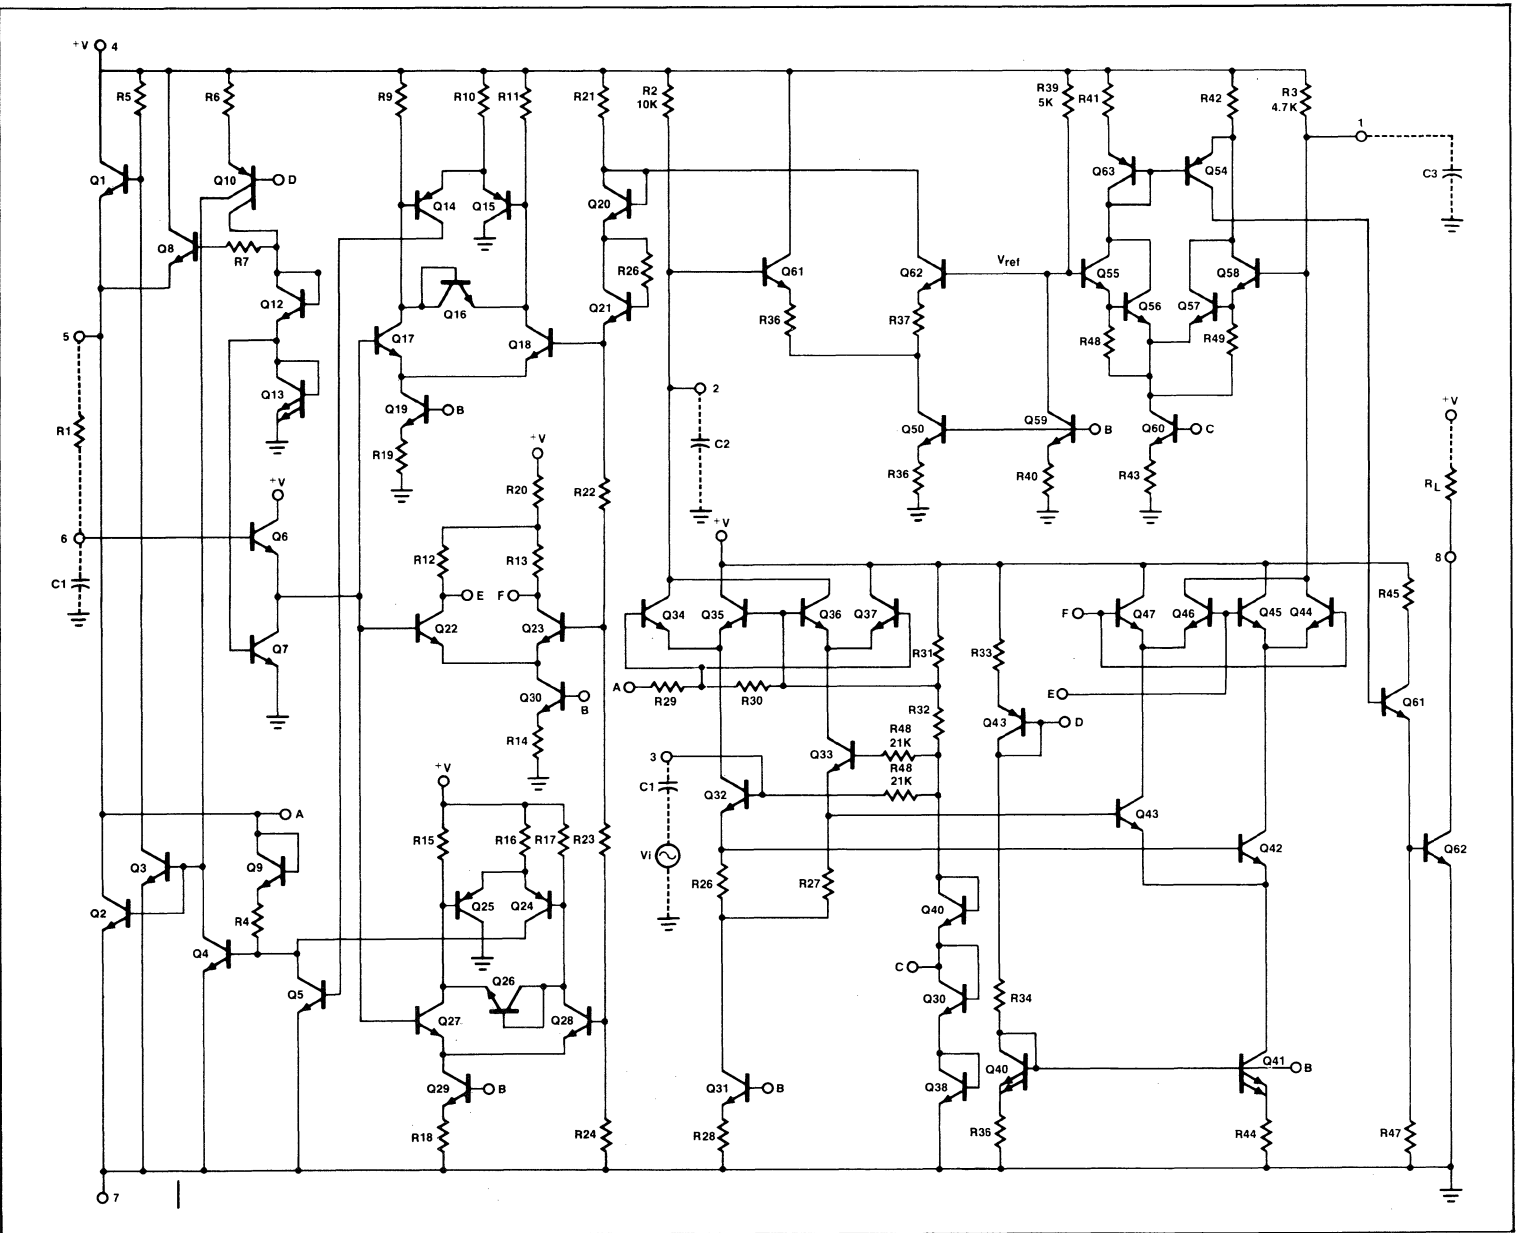 +V 4
R5
R6
R9
R10
R11
R21
R2
10K
R39
5K
R41
R42
R3
4.7K
1
Q1
Q10
D
Q14
Q15
Q20
Q63
Q54
C3
Q8
R7
Q12
Q16
R26
Q21
Q61
Q62
Vref
Q55
Q56
Q57
Q58
5
Q17
Q18
R36
R37
R48
R49
Q13
Q19
B
2
+V
R1
R19
+V
C2
Q50
Q59
B
Q60
C
R20
R22
R36
R40
R43
RL
+V
+V
6
Q6
8
C1
R12
R13
E
F
Q34
Q35
Q36
Q37
F
Q47
Q46
Q45
Q44
R45
Q22
Q23
Q7
R31
R33
A
R29
R30
E
Q30
B
R32
Q61
Q43
D
R14
R48
21K
R48
21K
3
Q33
+V
C1
Q32
A
Q43
R15
R16
R17
R23
Vi
Q42
Q62
Q3
Q9
R26
R27
Q25
Q24
Q2
R4
Q40
Q4
C
Q26
Q5
Q30
R34
Q27
Q28
Q40
Q41
B
Q29
B
Q31
B
Q38
R18
R24
R28
R36
R44
R47
7